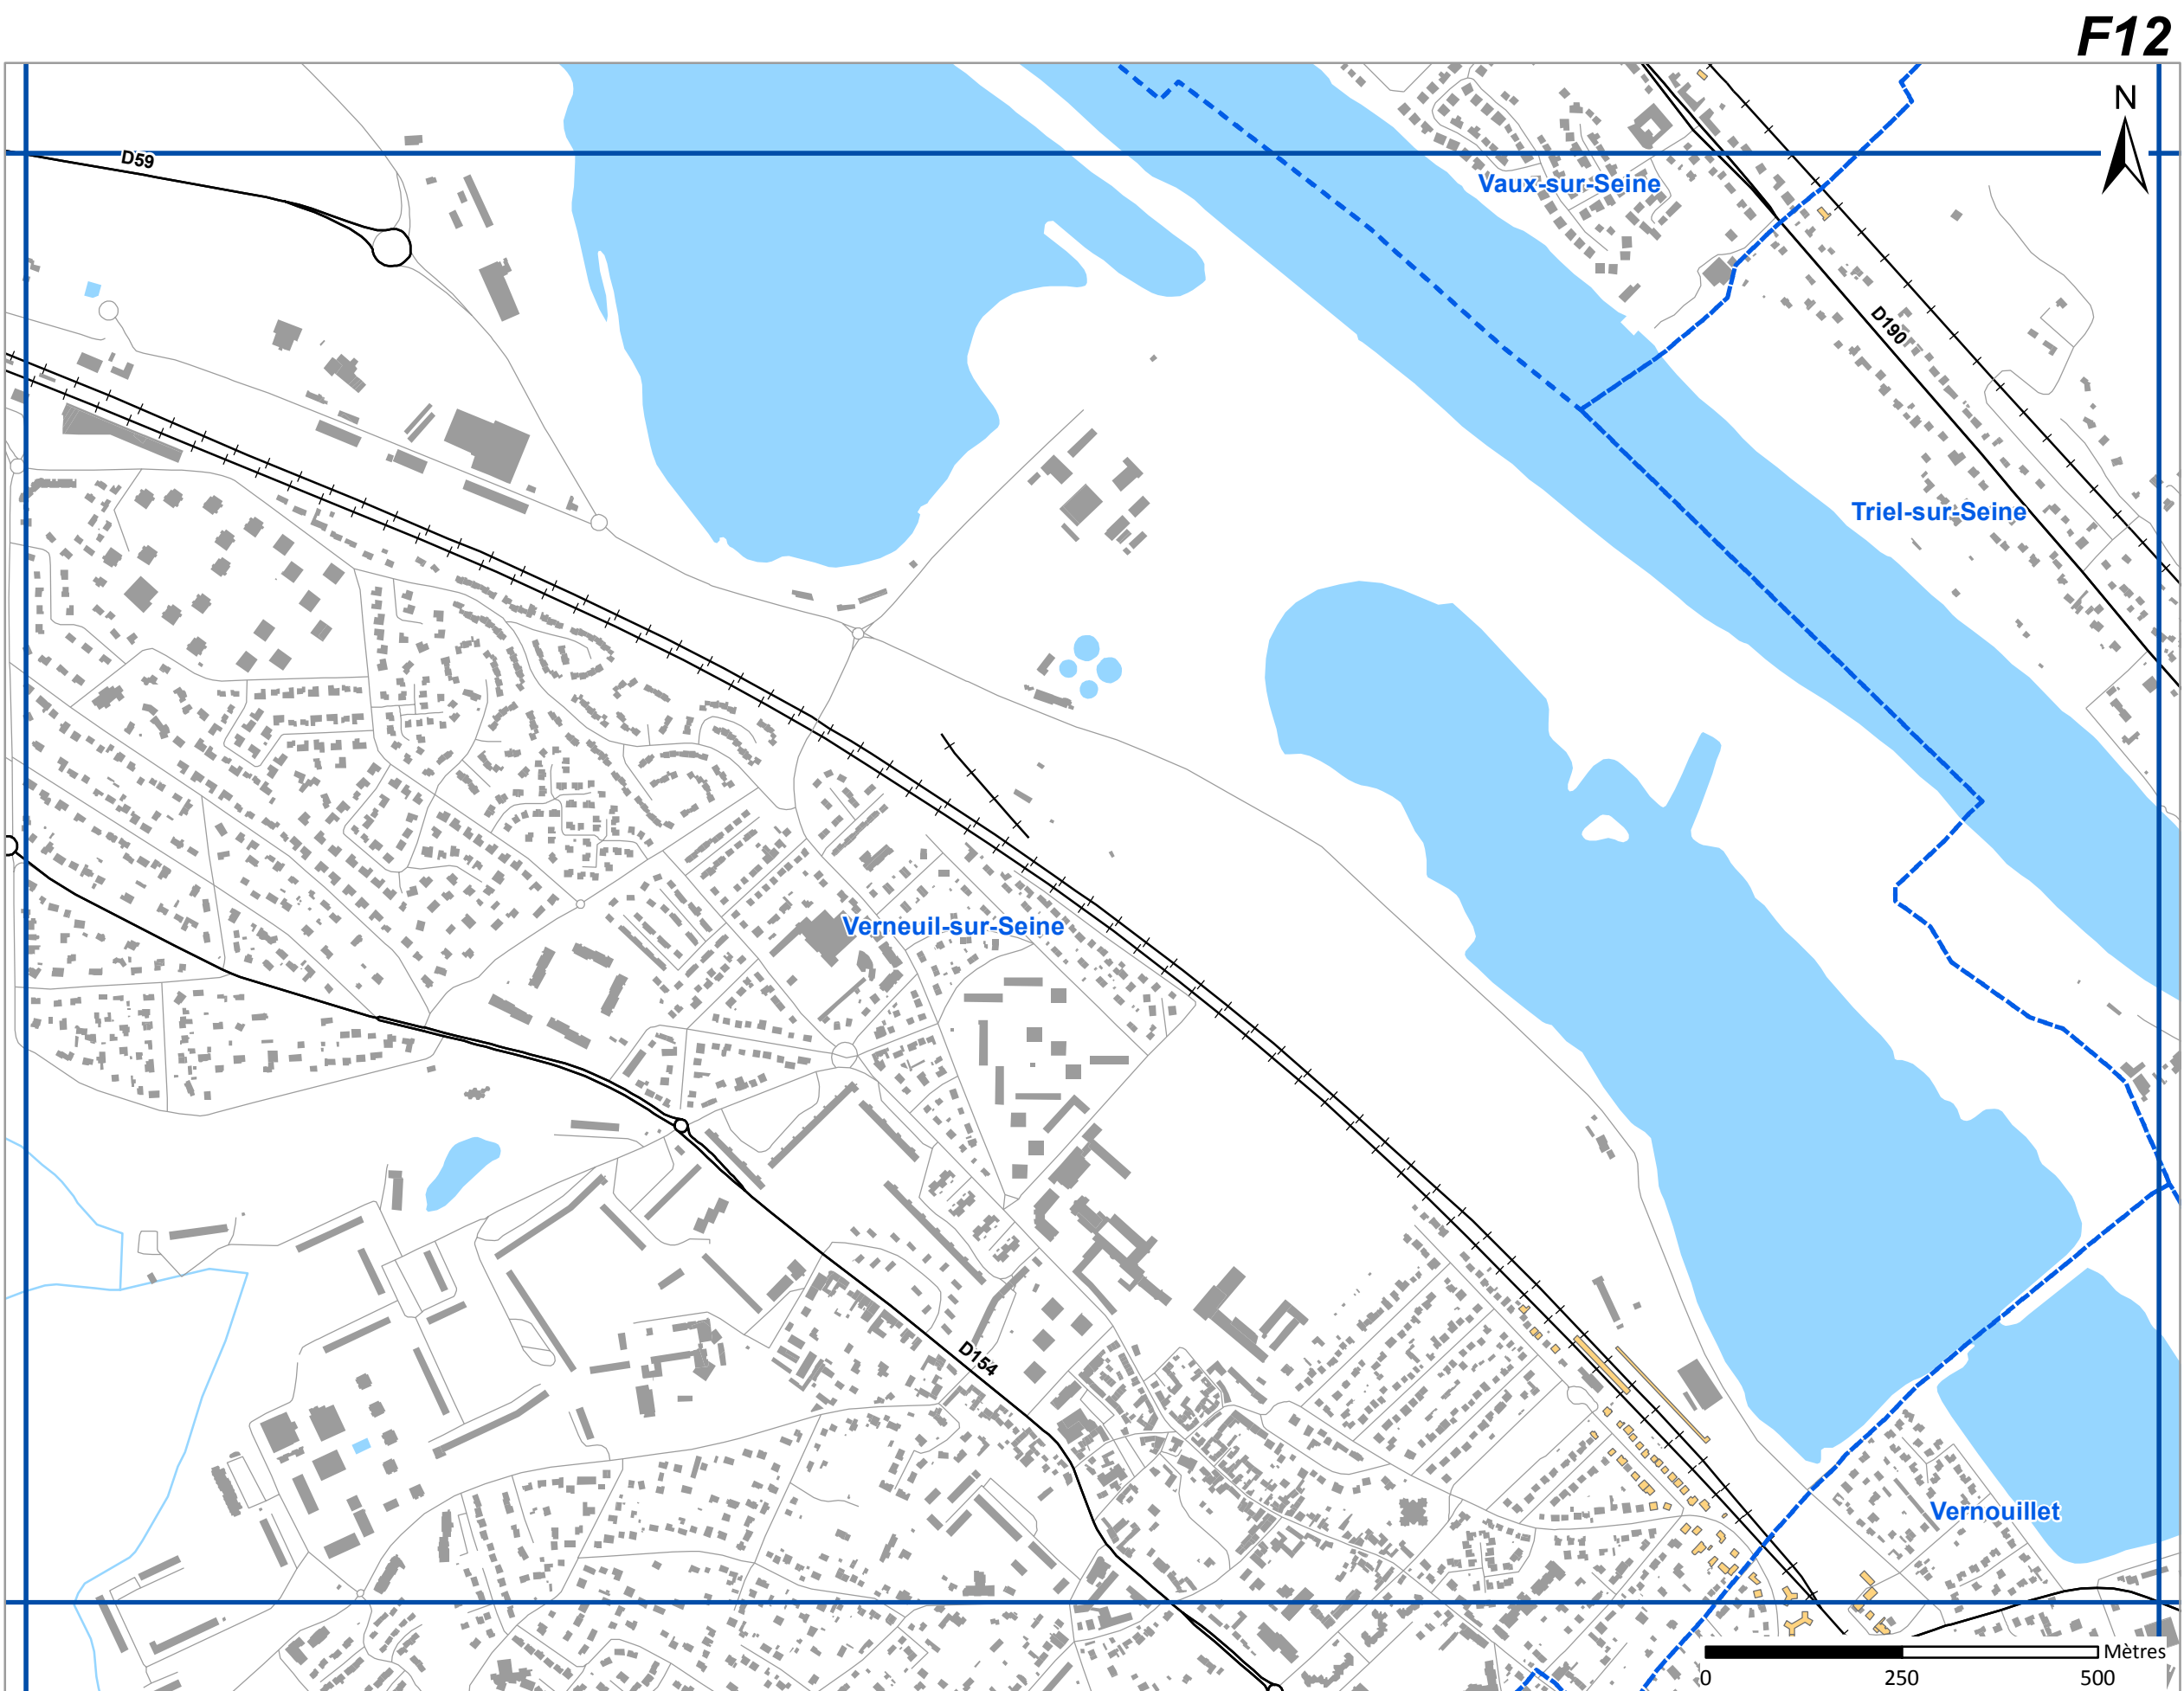 F12
N
D59
Vaux-sur-Seine
D190
Triel-sur-Seine
Verneuil-sur-Seine
D154
Vernouillet
Mètres
0 250 500